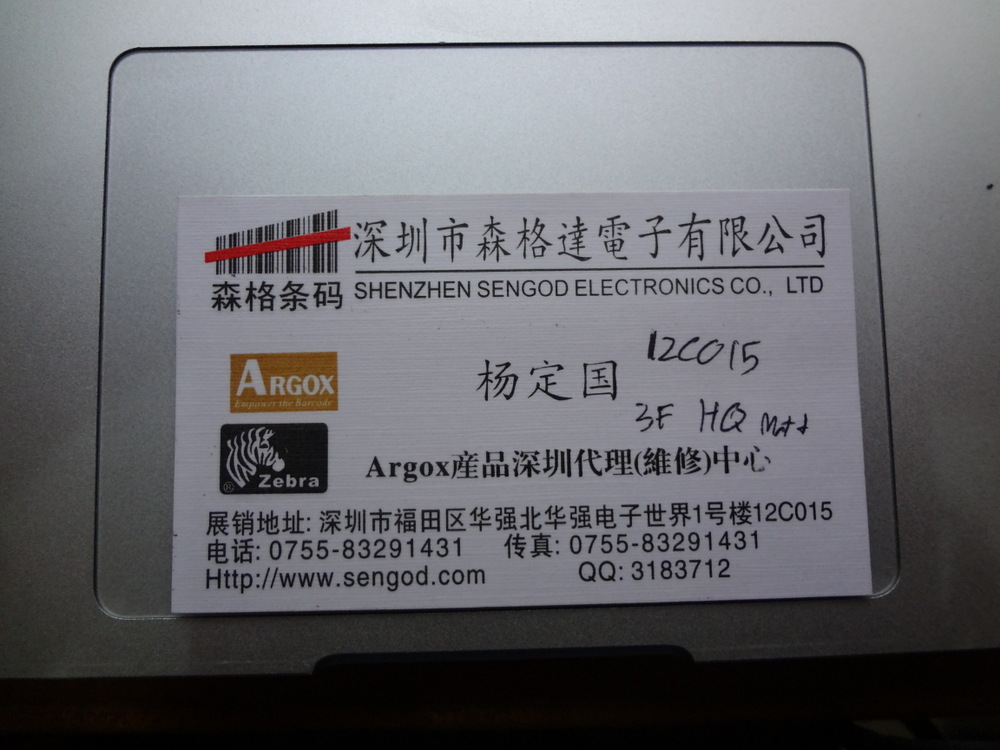 深圳市森格達電子有限公司
森格条码
SHENZHEN SENGOD ELECTRONICS CO., LTD
ARGOX
Empower the Barcode
杨定国
12C015
3F HQ
Zebra
®
Argox産品深圳代理(維修)中心
展销地址: 深圳市福田区华强北华强电子世界1号楼12C015
电话: 0755-83291431 传真: 0755-83291431
Http://www.sengod.com QQ: 3183712